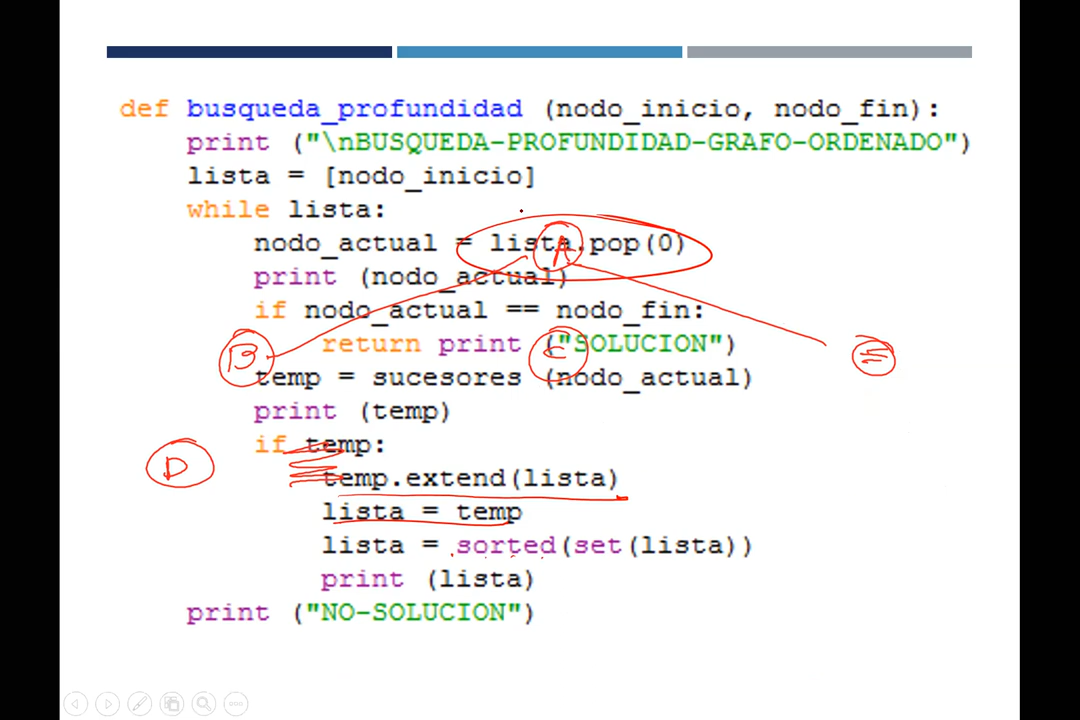 def busqueda_profundidad (nodo_inicio, nodo_fin):
print ("\nBUSQUEDA-PROFUNDIDAD-GRAFO-ORDENADO")
lista = [nodo_inicio]
while lista:
nodo_actual = lista.pop(0)
A
print (nodo_actual)
if nodo_actual == nodo_fin:
return print ("SOLUCION")
B
C
E
temp = sucesores (nodo_actual)
print (temp)
if temp:
D
temp.extend(lista)
lista = temp
lista = sorted(set(lista))
print (lista)
print ("NO-SOLUCION")